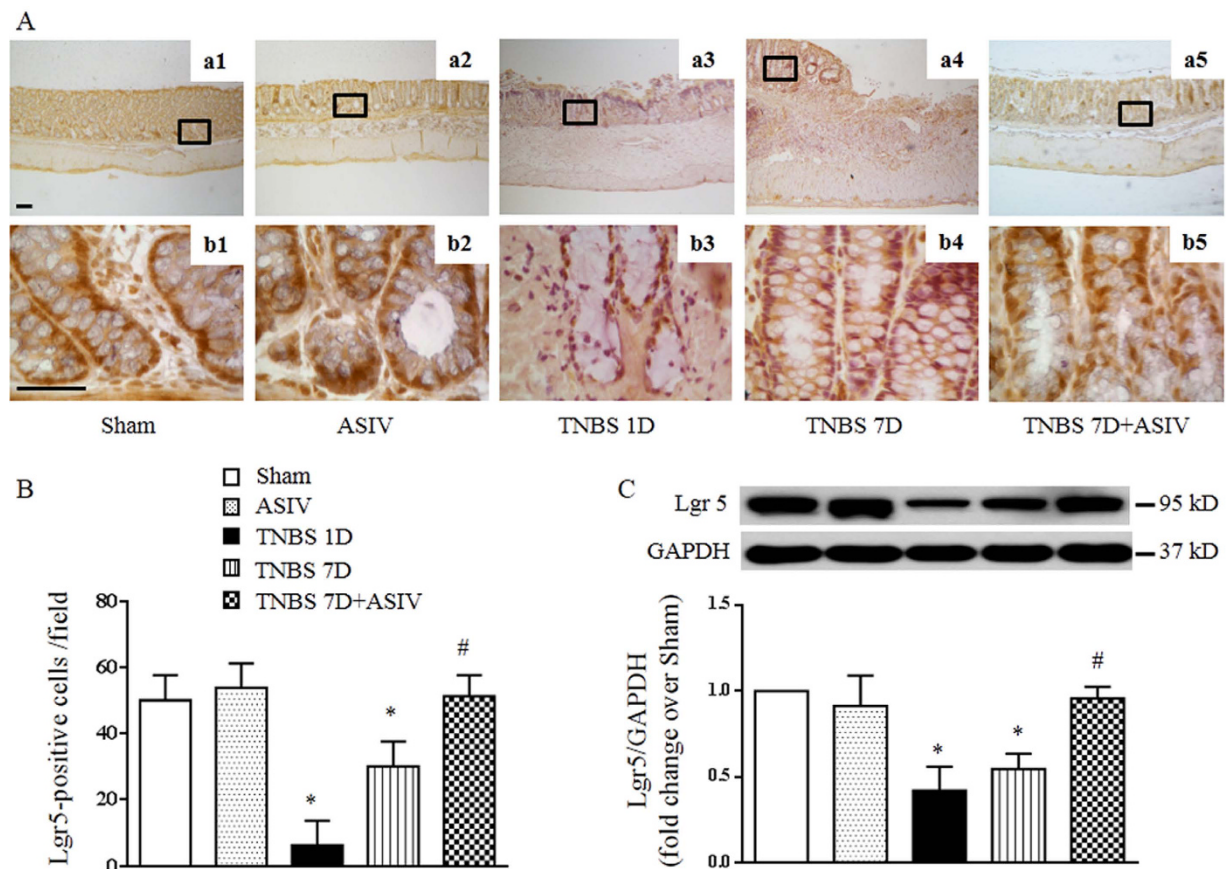 A
a1
a2
a3
a4
a5
b1
b2
b3
b4
b5
Sham
ASIV
TNBS 1D
TNBS 7D
TNBS 7D+ASIV
B
Sham
ASIV
TNBS 1D
TNBS 7D
TNBS 7D+ASIV
Lgr5-positive cells /field
80
60
40
20
0
*
*
#
C
Lgr 5
95 kD
GAPDH
37 kD
Lgr5/GAPDH
(fold change over Sham)
1.5
1.0
0.5
0.0
*
*
#